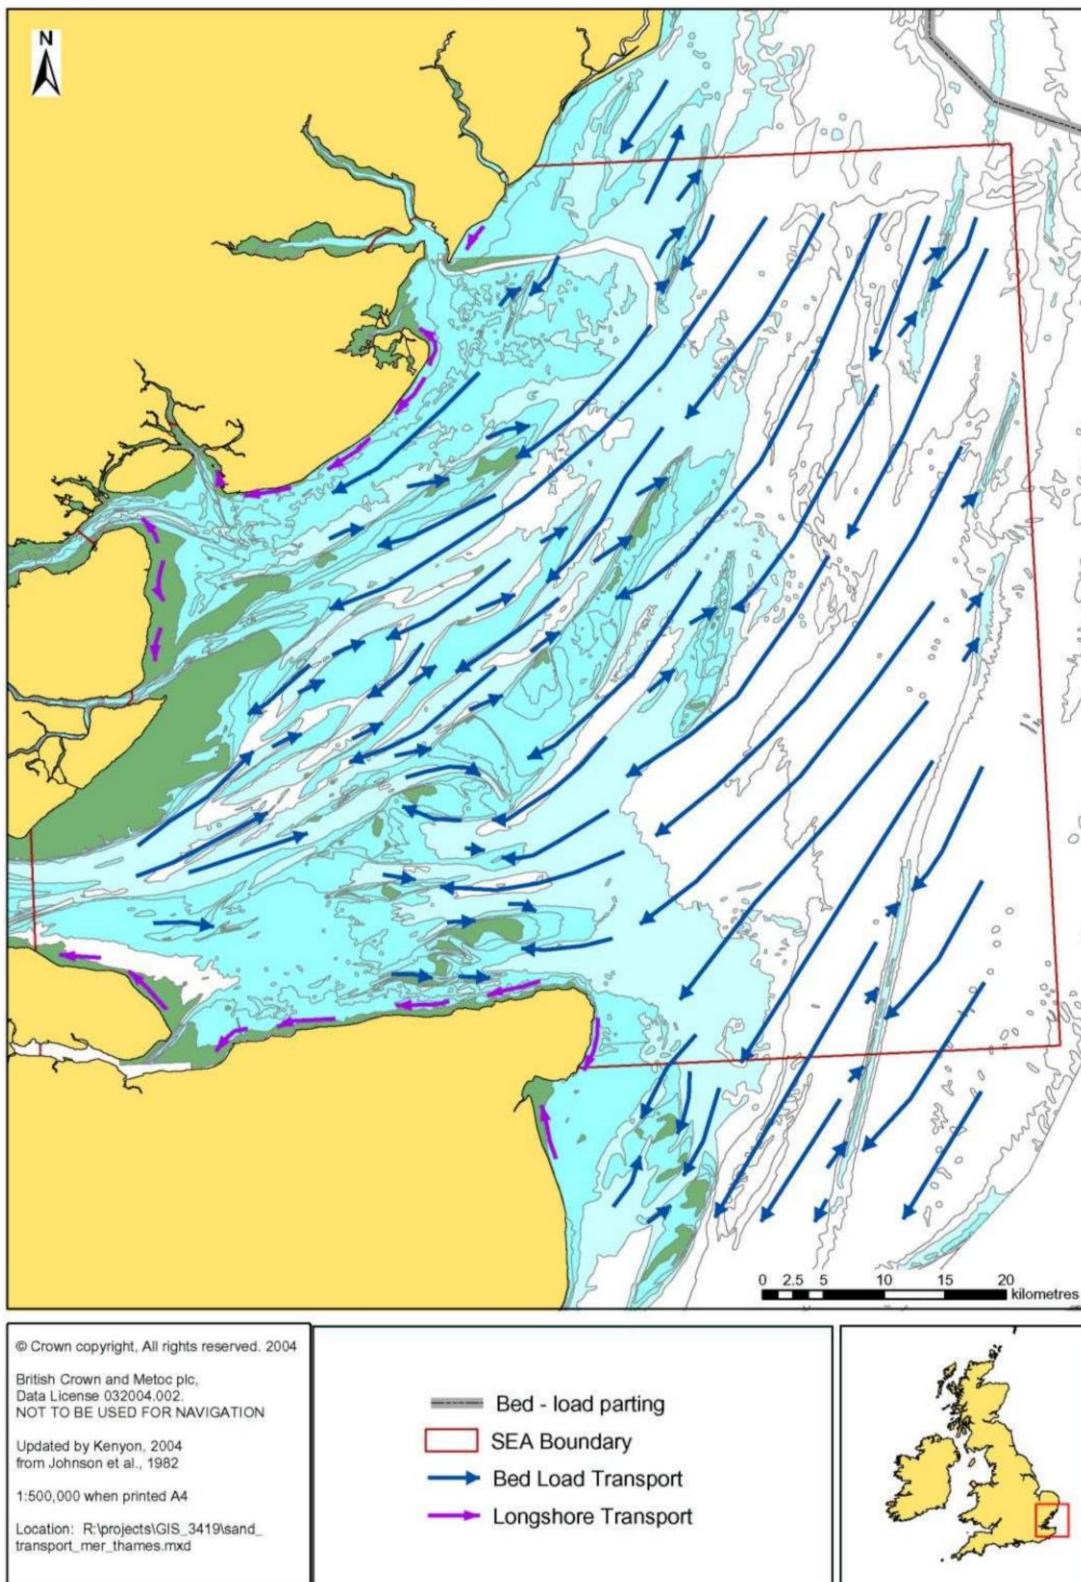 N
0 2.5 5 10 15 20
kilometres
© Crown copyright, All rights reserved. 2004
British Crown and Metoc plc,
Data License 032004.002.
NOT TO BE USED FOR NAVIGATION
Updated by Kenyon, 2004
from Johnson et al., 1982
1:500,000 when printed A4
Location: R:\projects\GIS_3419\sand_
transport_mer_thames.mxd
Bed - load parting
SEA Boundary
Bed Load Transport
Longshore Transport